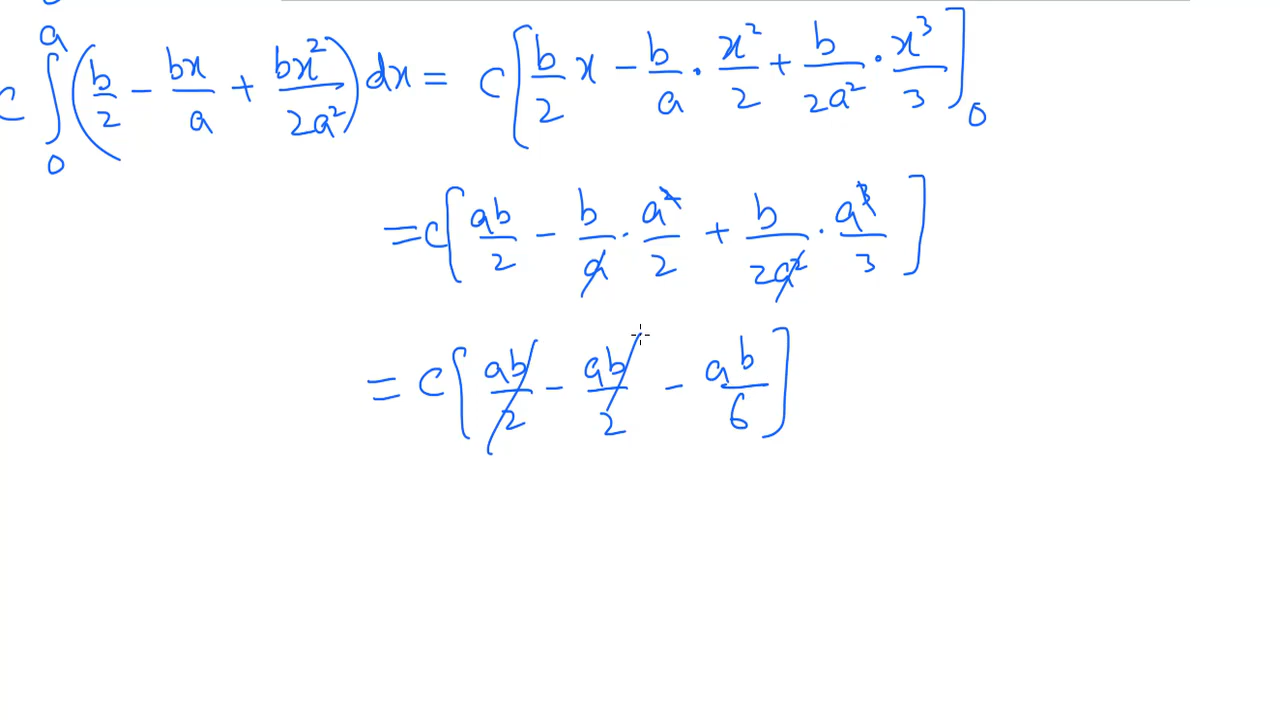 c ∫₀ᵃ (b/2 - bx/a + bx²/2a²) dx = c[b/2 x - b/a · x²/2 + b/2a² · x³/3]₀
= c[ab/2 - b/a · a²/2 + b/2a² · a³/3]
= c[ab/2 - ab/2 - ab/6]